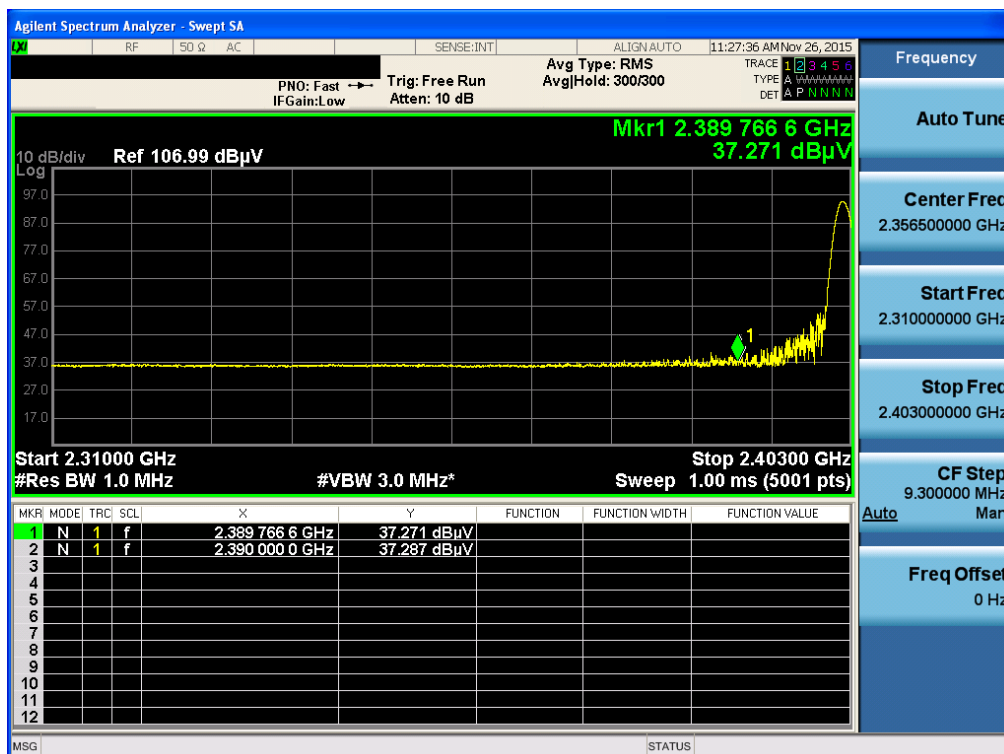 Agilent Spectrum Analyzer - Swept SA
LXI RF 50 Ω AC SENSE:INT ALIGN AUTO 11:27:36 AM Nov 26, 2015
PNO: Fast
IFGain:Low
Trig: Free Run
Atten: 10 dB
Avg Type: RMS
Avg|Hold: 300/300
TRACE 1 2 3 4 5 6
TYPE A
DET A P N N N N
Mkr1 2.389 766 6 GHz
37.271 dBµV
10 dB/div Ref 106.99 dBµV
Log
97.0
87.0
77.0
67.0
57.0
47.0
37.0
27.0
17.0
1
Start 2.31000 GHz Stop 2.40300 GHz
#Res BW 1.0 MHz #VBW 3.0 MHz* Sweep 1.00 ms (5001 pts)
MKR MODE TRC SCL X Y FUNCTION FUNCTION WIDTH FUNCTION VALUE
1 N 1 f 2.389 766 6 GHz 37.271 dBµV
2 N 1 f 2.390 000 0 GHz 37.287 dBµV
3
4
5
6
7
8
9
10
11
12
MSG STATUS
Frequency
Auto Tune
Center Freq
2.356500000 GHz
Start Freq
2.310000000 GHz
Stop Freq
2.403000000 GHz
CF Step
9.300000 MHz
Auto Man
Freq Offset
0 Hz